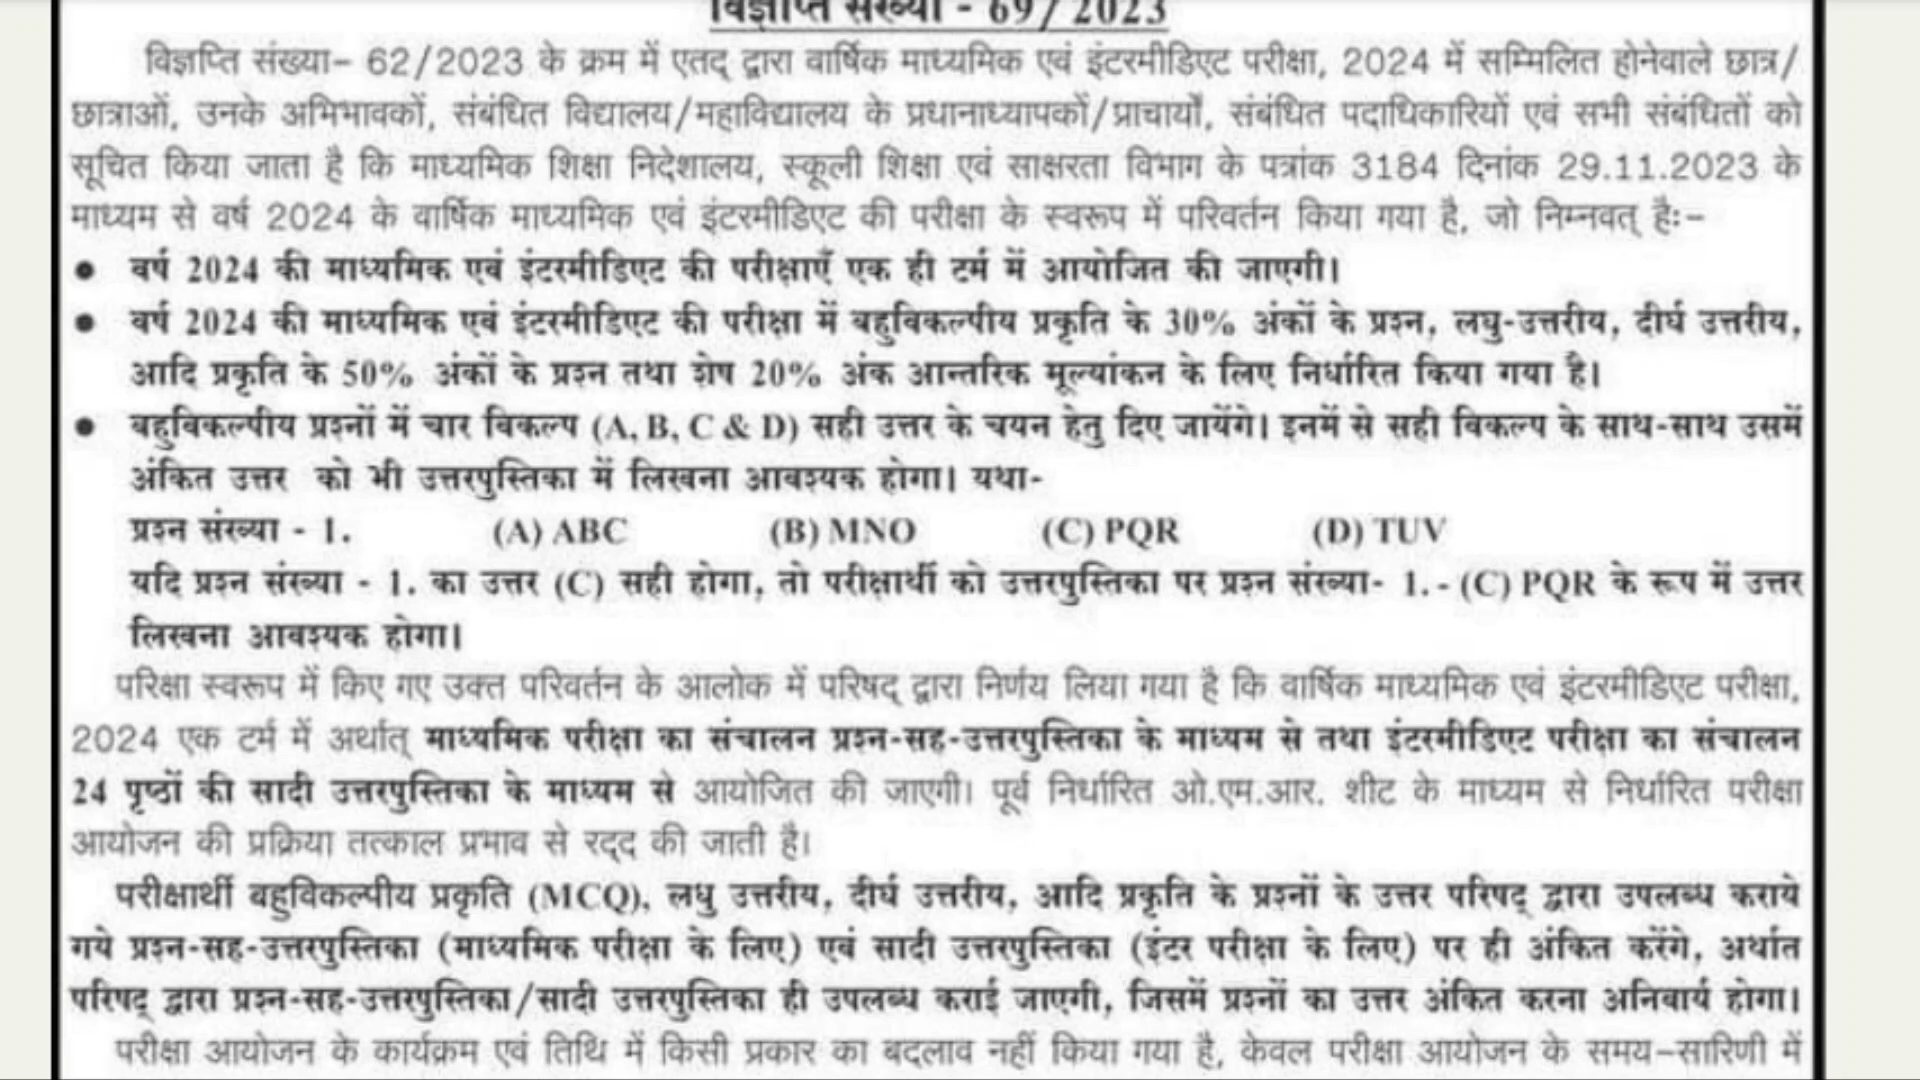 विज्ञप्ति संख्या - 69/2023
विज्ञप्ति संख्या- 62/2023 के क्रम में एतद् द्वारा वार्षिक माध्यमिक एवं इंटरमीडिएट परीक्षा, 2024 में सम्मिलित होनेवाले छात्र/
छात्राओं, उनके अभिभावकों, संबंधित विद्यालय/महाविद्यालय के प्रधानाध्यापकों/प्राचार्यों, संबंधित पदाधिकारियों एवं सभी संबंधितों को
सूचित किया जाता है कि माध्यमिक शिक्षा निदेशालय, स्कूली शिक्षा एवं साक्षरता विभाग के पत्रांक 3184 दिनांक 29.11.2023 के
माध्यम से वर्ष 2024 के वार्षिक माध्यमिक एवं इंटरमीडिएट की परीक्षा के स्वरूप में परिवर्तन किया गया है, जो निम्नवत् हैः-
● वर्ष 2024 की माध्यमिक एवं इंटरमीडिएट की परीक्षाएँ एक ही टर्म में आयोजित की जाएगी।
● वर्ष 2024 की माध्यमिक एवं इंटरमीडिएट की परीक्षा में बहुविकल्पीय प्रकृति के 30% अंकों के प्रश्न, लघु-उत्तरीय, दीर्घ उत्तरीय,
आदि प्रकृति के 50% अंकों के प्रश्न तथा शेष 20% अंक आन्तरिक मूल्यांकन के लिए निर्धारित किया गया है।
● बहुविकल्पीय प्रश्नों में चार विकल्प (A, B, C & D) सही उत्तर के चयन हेतु दिए जायेंगे। इनमें से सही विकल्प के साथ-साथ उसमें
अंकित उत्तर को भी उत्तरपुस्तिका में लिखना आवश्यक होगा। यथा-
प्रश्न संख्या - 1. (A) ABC (B) MNO (C) PQR (D) TUV
यदि प्रश्न संख्या - 1. का उत्तर (C) सही होगा, तो परीक्षार्थी को उत्तरपुस्तिका पर प्रश्न संख्या- 1.- (C) PQR के रूप में उत्तर
लिखना आवश्यक होगा।
परिक्षा स्वरूप में किए गए उक्त परिवर्तन के आलोक में परिषद् द्वारा निर्णय लिया गया है कि वार्षिक माध्यमिक एवं इंटरमीडिएट परीक्षा,
2024 एक टर्म में अर्थात् माध्यमिक परीक्षा का संचालन प्रश्न-सह-उत्तरपुस्तिका के माध्यम से तथा इंटरमीडिएट परीक्षा का संचालन
24 पृष्ठों की सादी उत्तरपुस्तिका के माध्यम से आयोजित की जाएगी। पूर्व निर्धारित ओ.एम.आर. शीट के माध्यम से निर्धारित परीक्षा
आयोजन की प्रक्रिया तत्काल प्रभाव से रद्द की जाती है।
परीक्षार्थी बहुविकल्पीय प्रकृति (MCQ), लघु उत्तरीय, दीर्घ उत्तरीय, आदि प्रकृति के प्रश्नों के उत्तर परिषद् द्वारा उपलब्ध कराये
गये प्रश्न-सह-उत्तरपुस्तिका (माध्यमिक परीक्षा के लिए) एवं सादी उत्तरपुस्तिका (इंटर परीक्षा के लिए) पर ही अंकित करेंगे, अर्थात
परिषद् द्वारा प्रश्न-सह-उत्तरपुस्तिका/सादी उत्तरपुस्तिका ही उपलब्ध कराई जाएगी, जिसमें प्रश्नों का उत्तर अंकित करना अनिवार्य होगा।
परीक्षा आयोजन के कार्यक्रम एवं तिथि में किसी प्रकार का बदलाव नहीं किया गया है, केवल परीक्षा आयोजन के समय-सारिणी में